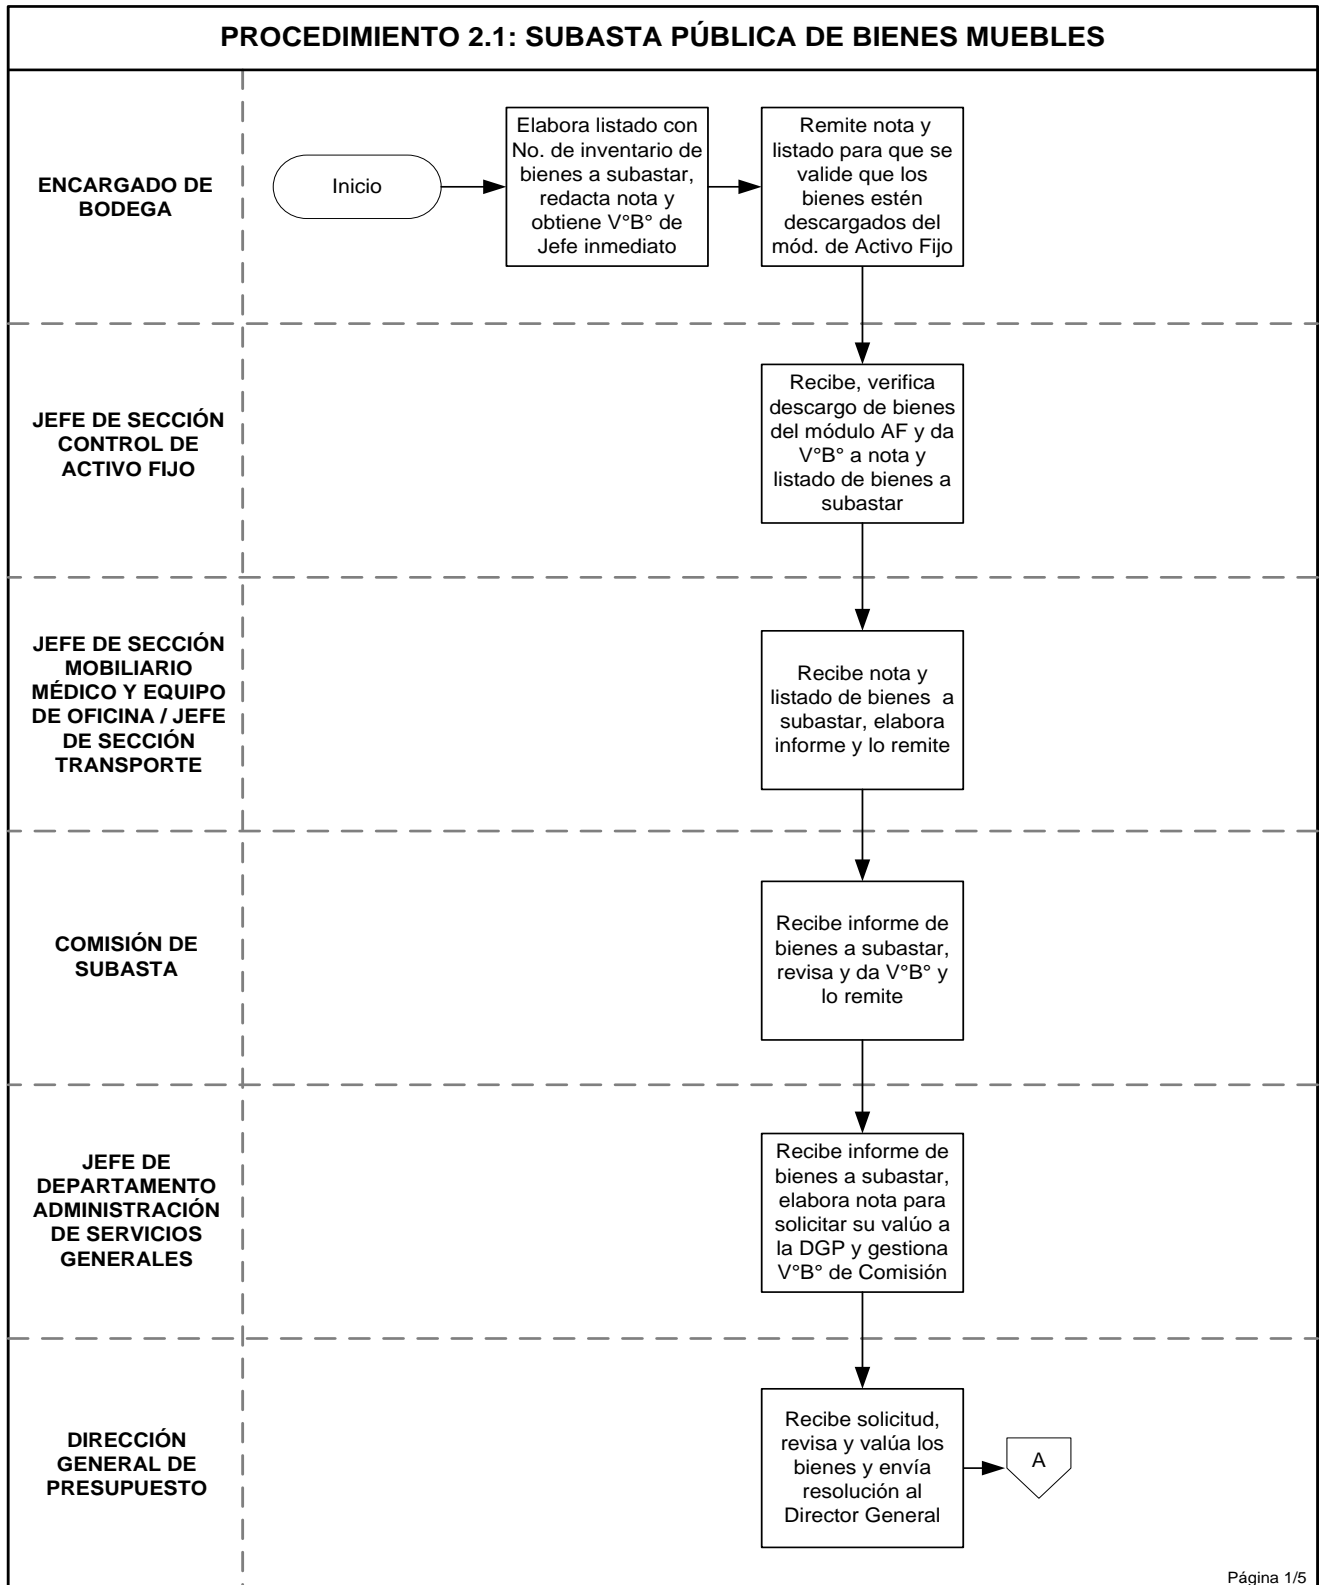 PROCEDIMIENTO 2.1: SUBASTA PÚBLICA DE BIENES MUEBLES
ENCARGADO DE
BODEGA
Inicio
Elabora listado con
No. de inventario de
bienes a subastar,
redacta nota y
obtiene V°B° de
Jefe inmediato
Remite nota y
listado para que se
valide que los
bienes estén
descargados del
mód. de Activo Fijo
JEFE DE SECCIÓN
CONTROL DE
ACTIVO FIJO
Recibe, verifica
descargo de bienes
del módulo AF y da
V°B° a nota y
listado de bienes a
subastar
JEFE DE SECCIÓN
MOBILIARIO
MÉDICO Y EQUIPO
DE OFICINA / JEFE
DE SECCIÓN
TRANSPORTE
Recibe nota y
listado de bienes a
subastar, elabora
informe y lo remite
COMISIÓN DE
SUBASTA
Recibe informe de
bienes a subastar,
revisa y da V°B° y
lo remite
JEFE DE
DEPARTAMENTO
ADMINISTRACIÓN
DE SERVICIOS
GENERALES
Recibe informe de
bienes a subastar,
elabora nota para
solicitar su valúo a
la DGP y gestiona
V°B° de Comisión
DIRECCIÓN
GENERAL DE
PRESUPUESTO
Recibe solicitud,
revisa y valúa los
bienes y envía
resolución al
Director General
A
Página 1/5